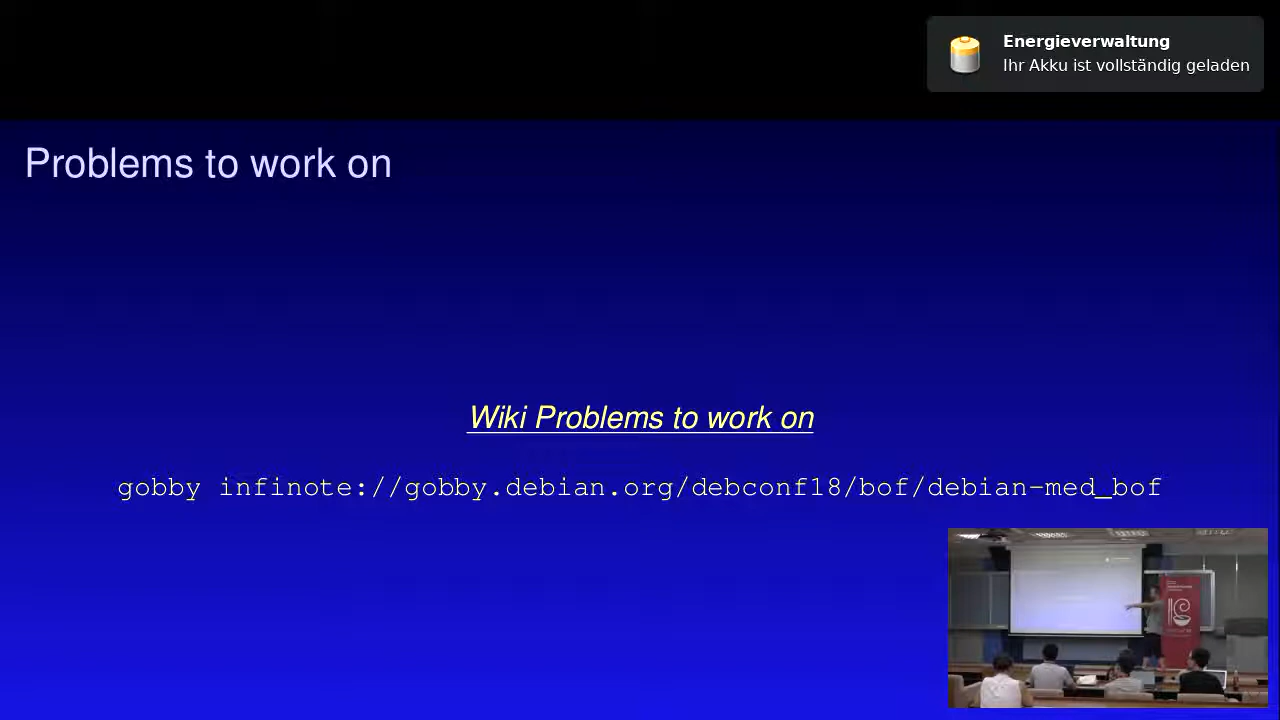 Energieverwaltung
Ihr Akku ist vollständig geladen
Problems to work on
Wiki Problems to work on
gobby infinote://gobby.debian.org/debconf18/bof/debian-med_bof